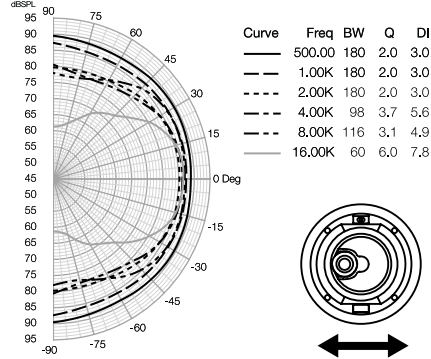 dBSPL
95 90
90 75
85 60
80
75 45
70
65 30
60
55 15
50
45 0 Deg
50
55 -15
60
65 -30
70
75 -45
80
85 -60
90 -75
95 -90
Curve Freq BW Q DI
500.00 180 2.0 3.0
1.00K 180 2.0 3.0
2.00K 180 2.0 3.0
4.00K 98 3.7 5.6
8.00K 116 3.1 4.9
16.00K 60 6.0 7.8